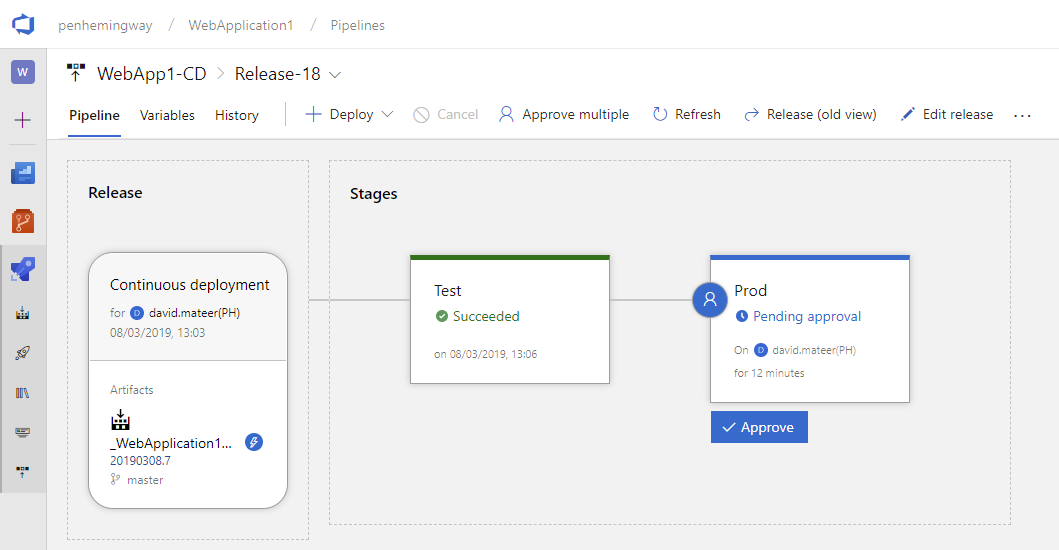 penhemingway / WebApplication1 / Pipelines
W
WebApp1-CD > Release-18
Pipeline Variables History Deploy Cancel Approve multiple Refresh Release (old view) Edit release ...
Release
Stages
Continuous deployment
for D david.mateer(PH)
08/03/2019, 13:03
Artifacts
_WebApplication1...
20190308.7
master
Test
Succeeded
on 08/03/2019, 13:06
Prod
Pending approval
On D david.mateer(PH)
for 12 minutes
Approve